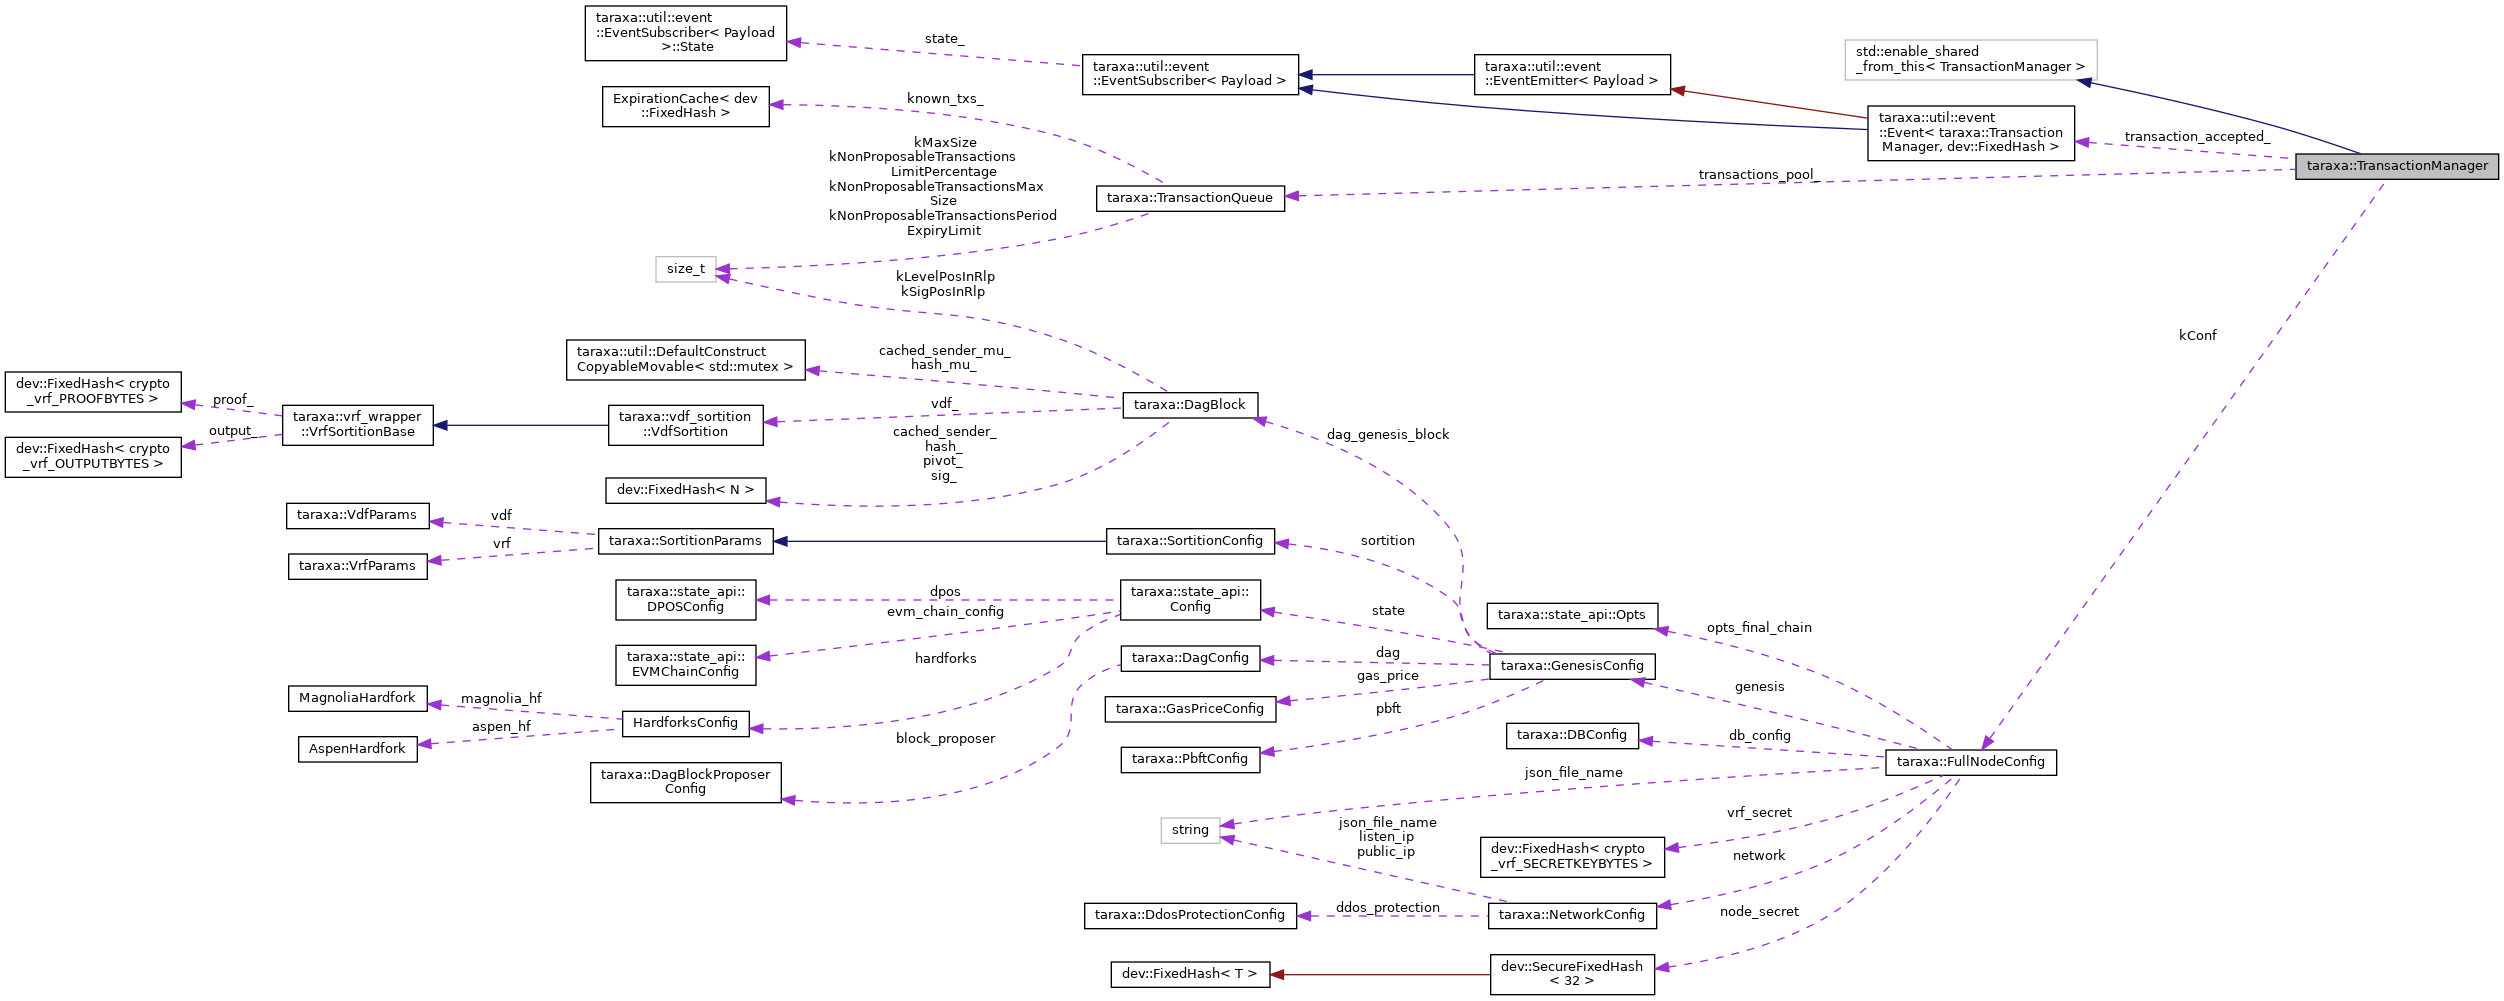 taraxa::util::event
::EventSubscriber< Payload
>::State
state_
taraxa::util::event
::EventSubscriber< Payload >
taraxa::util::event
::EventEmitter< Payload >
std::enable_shared
_from_this< TransactionManager >
ExpirationCache< dev
::FixedHash >
known_txs_
taraxa::util::event
::Event< taraxa::Transaction
Manager, dev::FixedHash >
transaction_accepted_
taraxa::TransactionManager
kMaxSize
kNonProposableTransactions
LimitPercentage
kNonProposableTransactionsMax
Size
kNonProposableTransactionsPeriod
ExpiryLimit
taraxa::TransactionQueue
transactions_pool_
size_t
kLevelPosInRlp
kSigPosInRlp
kConf
taraxa::util::DefaultConstruct
CopyableMovable< std::mutex >
cached_sender_mu_
hash_mu_
dev::FixedHash< crypto
_vrf_PROOFBYTES >
proof_
dev::FixedHash< crypto
_vrf_OUTPUTBYTES >
output_
taraxa::vrf_wrapper
::VrfSortitionBase
taraxa::vdf_sortition
::VdfSortition
vdf_
taraxa::DagBlock
dag_genesis_block
cached_sender_
hash_
pivot_
sig_
dev::FixedHash< N >
taraxa::VdfParams
vdf
taraxa::VrfParams
vrf
taraxa::SortitionParams
taraxa::SortitionConfig
sortition
taraxa::state_api::
DPOSConfig
dpos
taraxa::state_api::
Config
state
evm_chain_config
taraxa::state_api::
EVMChainConfig
hardforks
taraxa::DagConfig
dag
taraxa::state_api::Opts
opts_final_chain
taraxa::GenesisConfig
genesis
MagnoliaHardfork
magnolia_hf
AspenHardfork
aspen_hf
HardforksConfig
taraxa::GasPriceConfig
gas_price
pbft
taraxa::PbftConfig
block_proposer
taraxa::DagBlockProposer
Config
taraxa::DBConfig
db_config
taraxa::FullNodeConfig
json_file_name
string
json_file_name
listen_ip
public_ip
vrf_secret
dev::FixedHash< crypto
_vrf_SECRETKEYBYTES >
network
taraxa::DdosProtectionConfig
ddos_protection
taraxa::NetworkConfig
node_secret
dev::FixedHash< T >
dev::SecureFixedHash
< 32 >